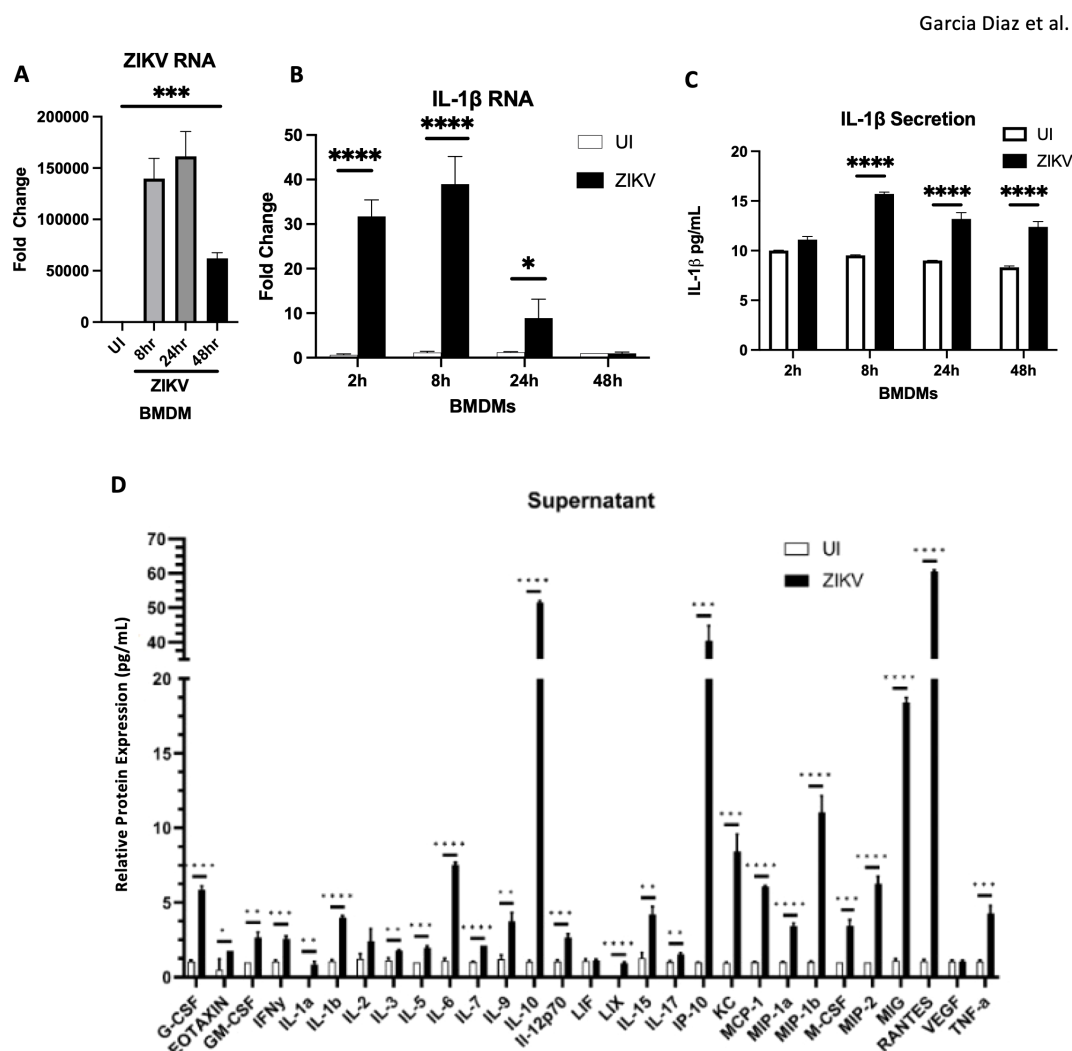 Garcia Diaz et al.
A
ZIKV RNA
***
200000
150000
100000
50000
0
Fold Change
UI
8hr
24hr
48hr
ZIKV
BMDM
B
IL-1β RNA
****
****
*
UI
ZIKV
50
40
30
20
10
0
Fold Change
2h 8h 24h 48h
BMDMs
C
IL-1β Secretion
UI
ZIKV
****
****
****
20
15
10
5
0
IL-1β pg/mL
2h 8h 24h 48h
BMDMs
D
Supernatant
UI
ZIKV
70
60
50
40
20
15
10
5
0
Relative Protein Expression (pg/mL)
****
*
**
***
**
****
**
***
****
****
**
****
***
****
**
**
***
***
****
****
****
***
****
****
****
***
G-CSF
EOTAXIN
GM-CSF
IFNy
IL-1a
IL-1b
IL-2
IL-3
IL-5
IL-6
IL-7
IL-9
IL-10
Il-12p70
LIF
LIX
IL-15
IL-17
IP-10
KC
MCP-1
MIP-1a
MIP-1b
M-CSF
MIP-2
MIG
RANTES
VEGF
TNF-a